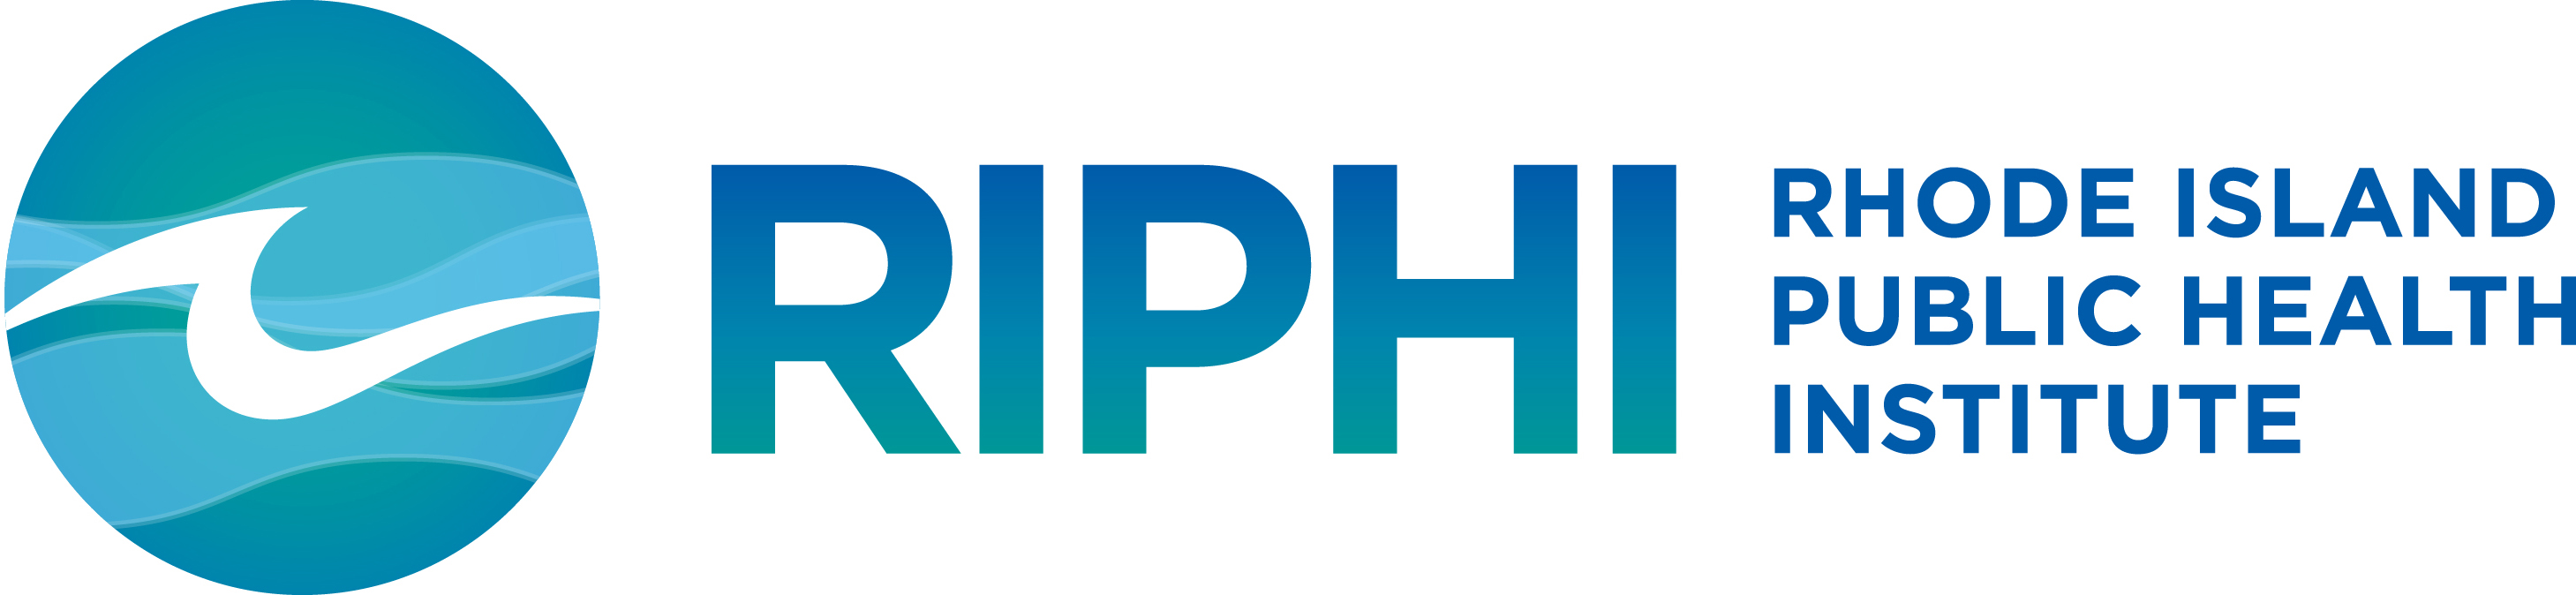 RIPHI
RHODE ISLAND
PUBLIC HEALTH
INSTITUTE